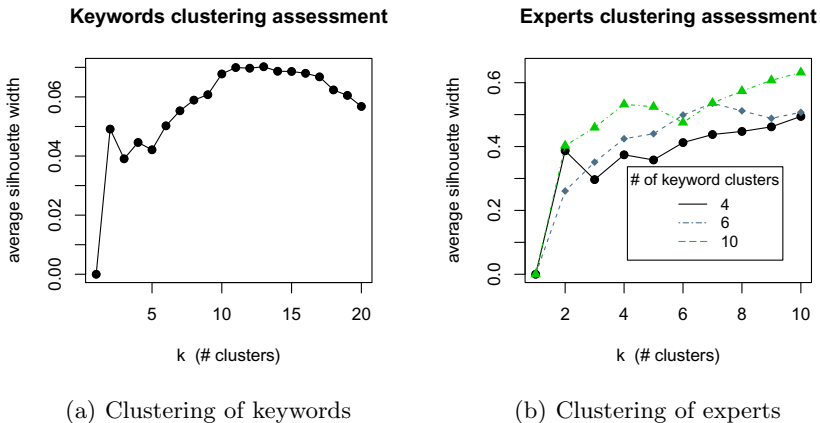 Keywords clustering assessment
average silhouette width
0.00
0.02
0.04
0.06
5
10
15
20
k (# clusters)
(a) Clustering of keywords
Experts clustering assessment
average silhouette width
0.0
0.2
0.4
0.6
# of keyword clusters
4
6
10
2
4
6
8
10
k (# clusters)
(b) Clustering of experts